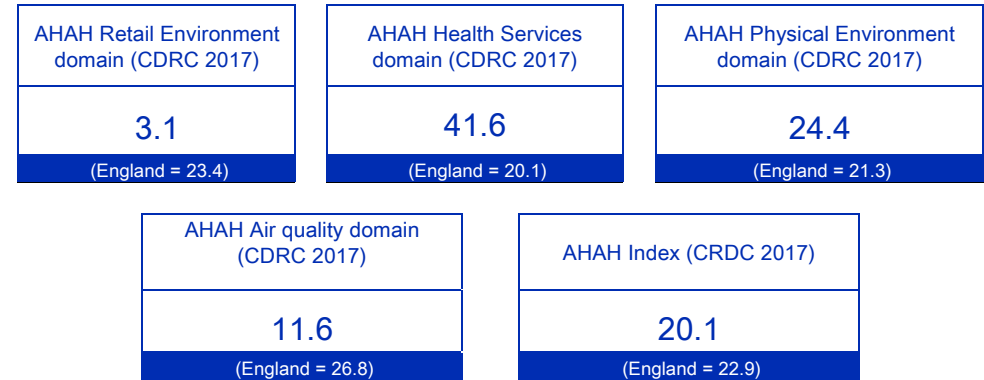 AHAH Retail Environment
domain (CDRC 2017)
3.1
(England = 23.4)
AHAH Health Services
domain (CDRC 2017)
41.6
(England = 20.1)
AHAH Physical Environment
domain (CDRC 2017)
24.4
(England = 21.3)
AHAH Air quality domain
(CDRC 2017)
11.6
(England = 26.8)
AHAH Index (CRDC 2017)
20.1
(England = 22.9)